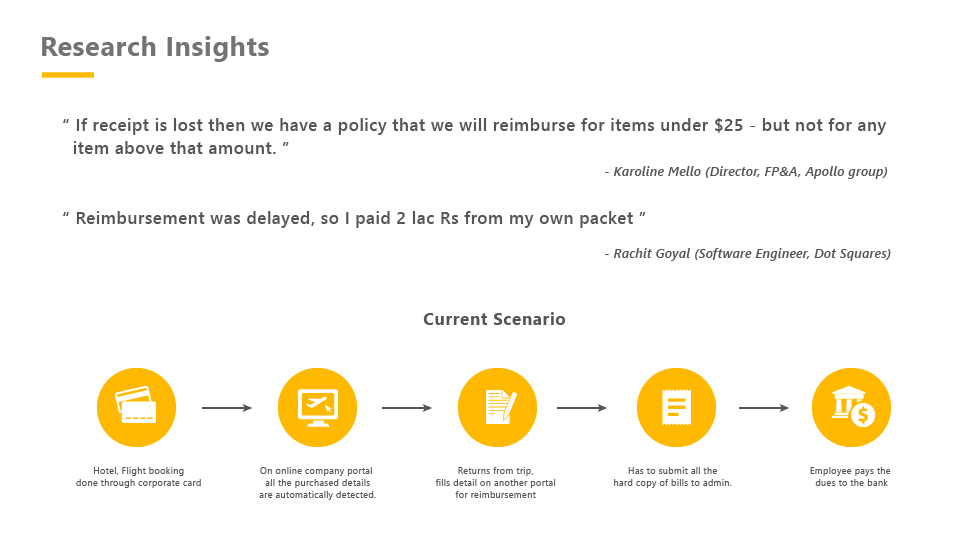 Research Insights
“ If receipt is lost then we have a policy that we will reimburse for items under $25 - but not for any
item above that amount. ”
- Karoline Mello (Director, FP&A, Apollo group)
“ Reimbursement was delayed, so I paid 2 lac Rs from my own packet ”
- Rachit Goyal (Software Engineer, Dot Squares)
Current Scenario
Hotel, Flight booking
done through corporate card
On online company portal
all the purchased details
are automatically detected.
Returns from trip,
fills detail on another portal
for reimbursement
Has to submit all the
hard copy of bills to admin.
$
Employee pays the
dues to the bank